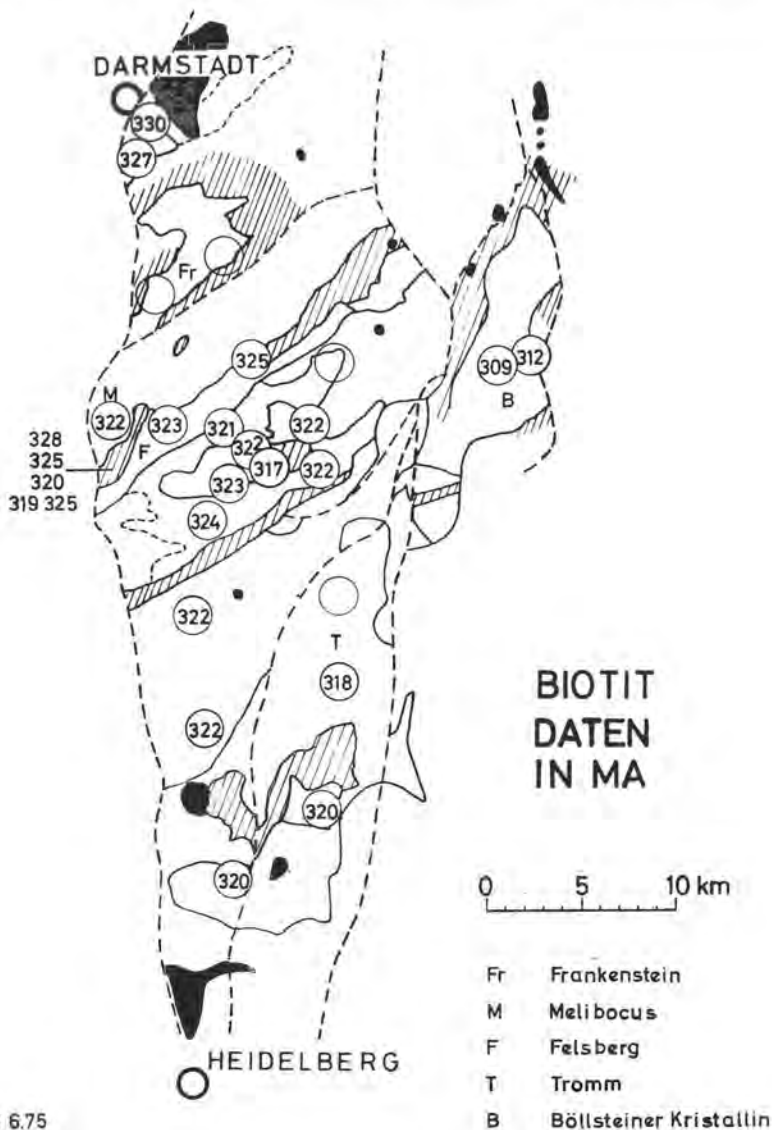 DARMSTADT
330
327
Fr
325
309 312
M
B
322 323 321 322
F
322
328
325
320
319 325
317 322
323
324
322
T
318
322
BIOTIT
DATEN
IN MA
320
320
0 5 10 km
Fr Frankenstein
M Melibocus
F Felsberg
T Tromm
B Böllsteiner Kristallin
HEIDELBERG
6.75